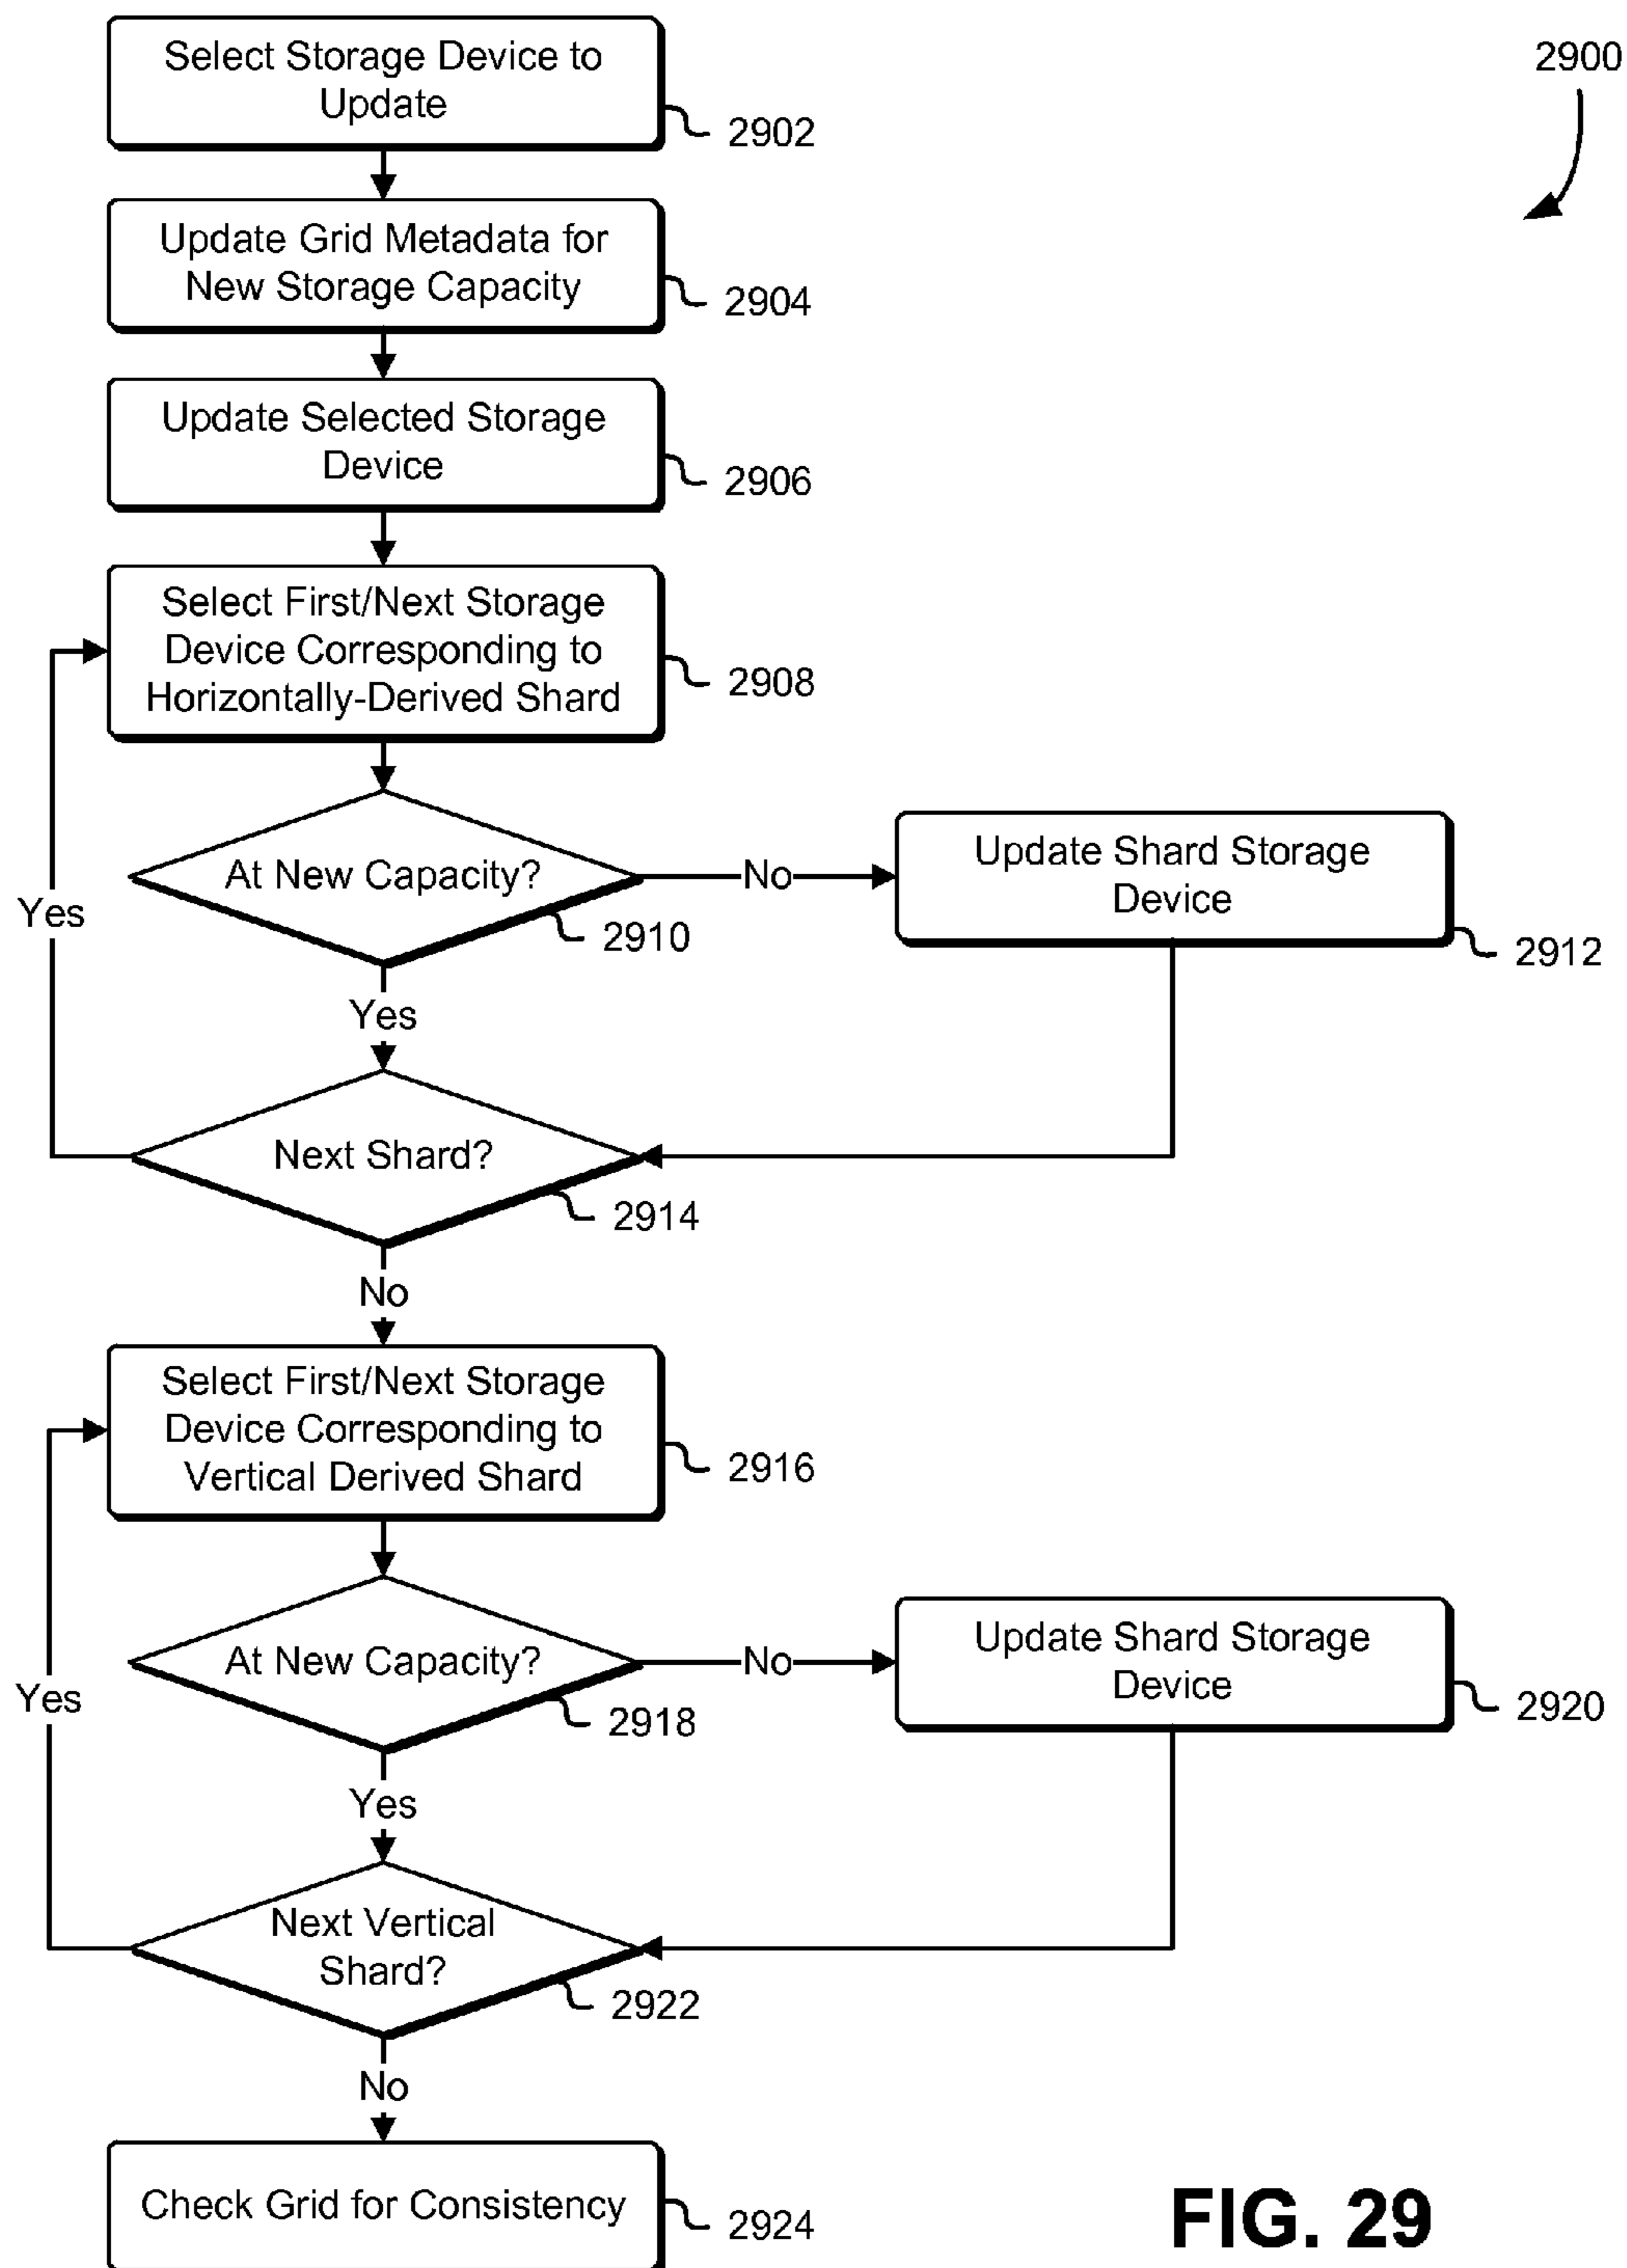 Select Storage Device to
Update
2900
2902
Update Grid Metadata for
New Storage Capacity
2904
Update Selected Storage
Device
2906
Select First/Next Storage
Device Corresponding to
Horizontally-Derived Shard
2908
At New Capacity?
No
Update Shard Storage
Device
Yes
2910
2912
Yes
Next Shard?
2914
No
Select First/Next Storage
Device Corresponding to
Vertical Derived Shard
2916
At New Capacity?
No
Update Shard Storage
Device
Yes
2918
2920
Yes
Next Vertical
Shard?
2922
No
Check Grid for Consistency
2924
FIG. 29